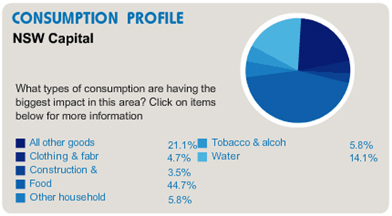 CONSUMPTION PROFILE
NSW Capital
What types of consumption are having the
biggest impact in this area? Click on items
below for more information
All other goods 21.1%
Clothing & fabr 4.7%
Construction & 3.5%
Food 44.7%
Other household 5.8%
Tobacco & alcoh 5.8%
Water 14.1%